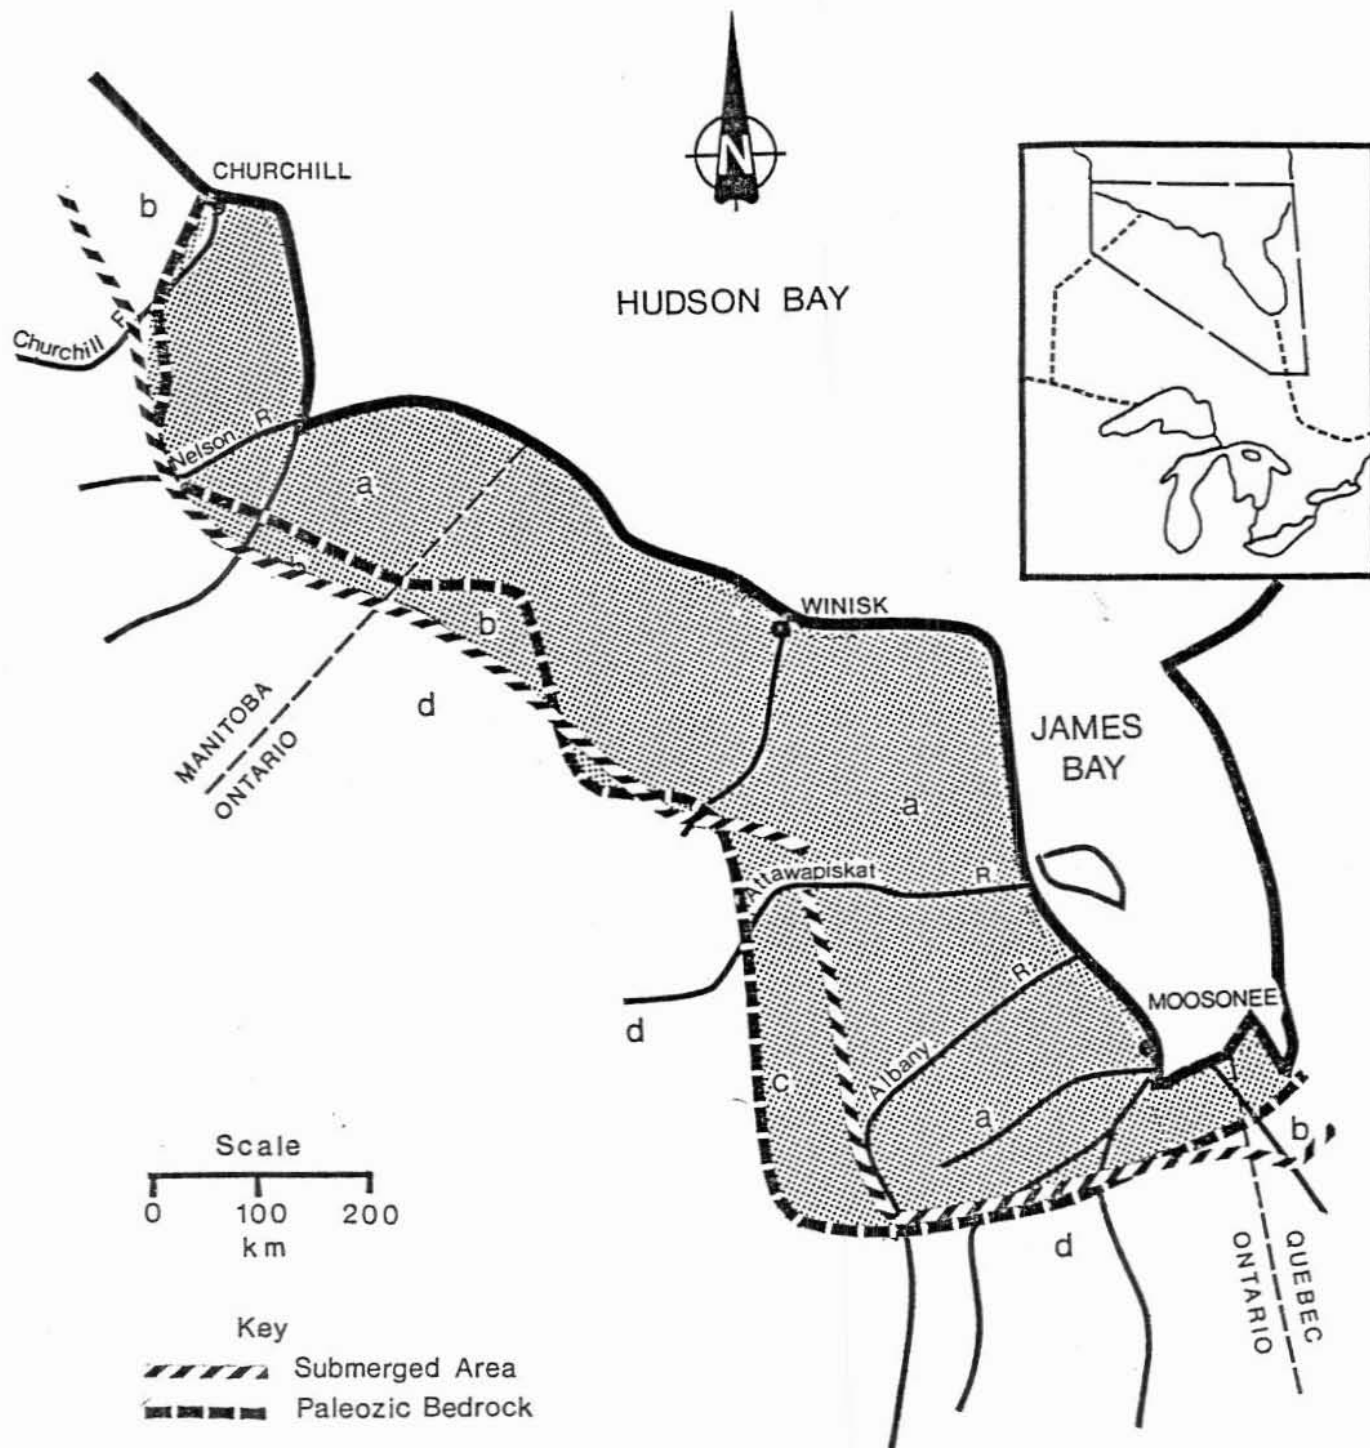 N
CHURCHILL
b
HUDSON BAY
Churchill
R
Nelson R
a
b
WINISK
d
MANITOBA
ONTARIO
JAMES
BAY
a
Attawapiskat R
R
d
MOOSONEE
Albany
c
a
b
Scale
0 100 200
km
d
ONTARIO
QUEBEC
Key
Submerged Area
Paleozic Bedrock